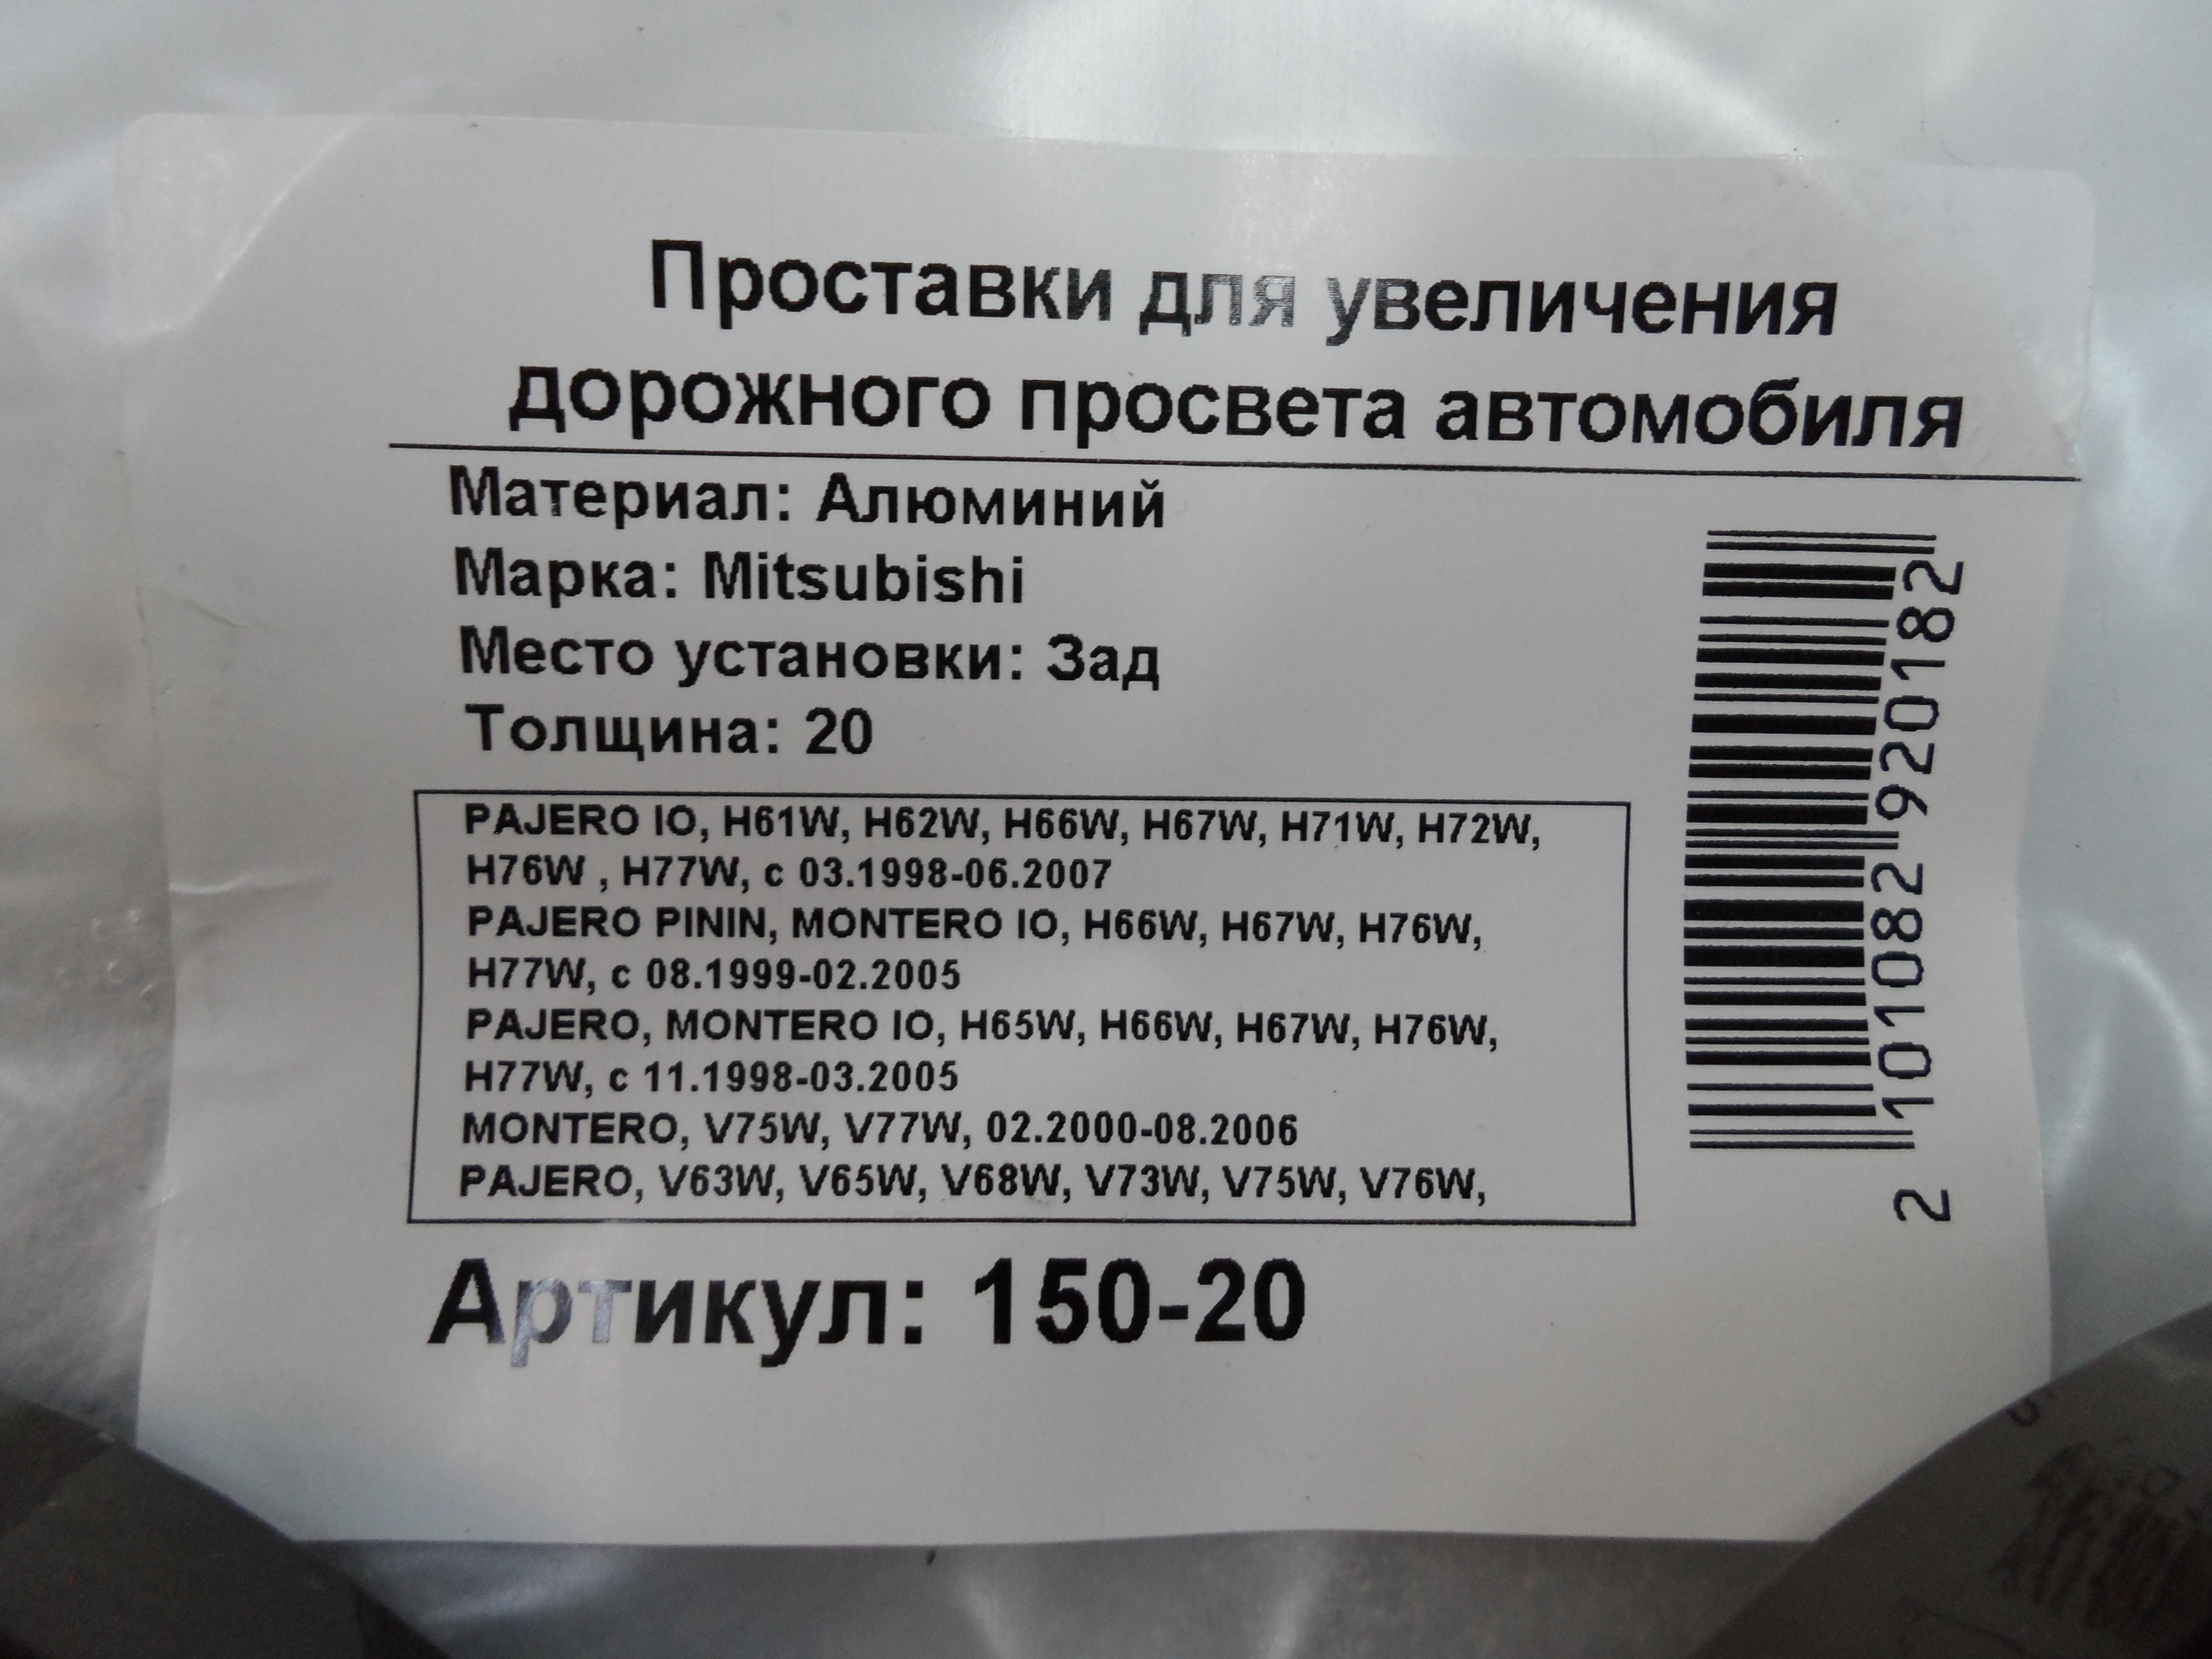 Проставки для увеличения
дорожного просвета автомобиля
Материал: Алюминий
Марка: Mitsubishi
Место установки: Зад
Толщина: 20
PAJERO IO, H61W, H62W, H66W, H67W, H71W, H72W,
H76W , H77W, с 03.1998-06.2007
PAJERO PININ, MONTERO IO, H66W, H67W, H76W,
H77W, с 08.1999-02.2005
PAJERO, MONTERO IO, H65W, H66W, H67W, H76W,
H77W, с 11.1998-03.2005
MONTERO, V75W, V77W, 02.2000-08.2006
PAJERO, V63W, V65W, V68W, V73W, V75W, V76W,
Артикул: 150-20
2 101082 920182